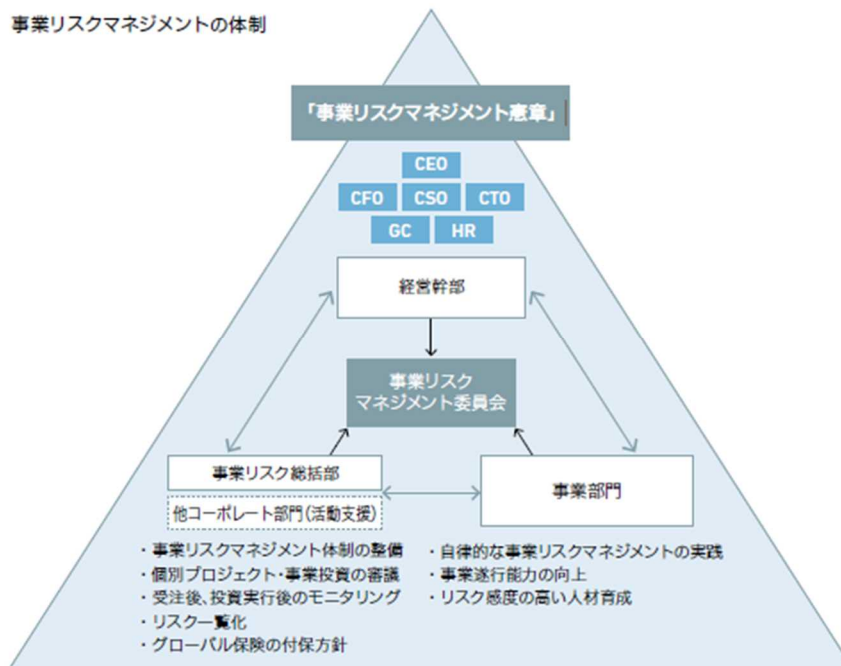 事業リスクマネジメントの体制
「事業リスクマネジメント憲章」
CEO
CFO CSO CTO
GC HR
経営幹部
事業リスク
マネジメント委員会
事業リスク総括部
他コーポレート部門(活動支援)
事業部門
・事業リスクマネジメント体制の整備
・個別プロジェクト・事業投資の審議
・受注後、投資実行後のモニタリング
・リスク一覧化
・グローバル保険の付保方針
・自律的な事業リスクマネジメントの実践
・事業遂行能力の向上
・リスク感度の高い人材育成